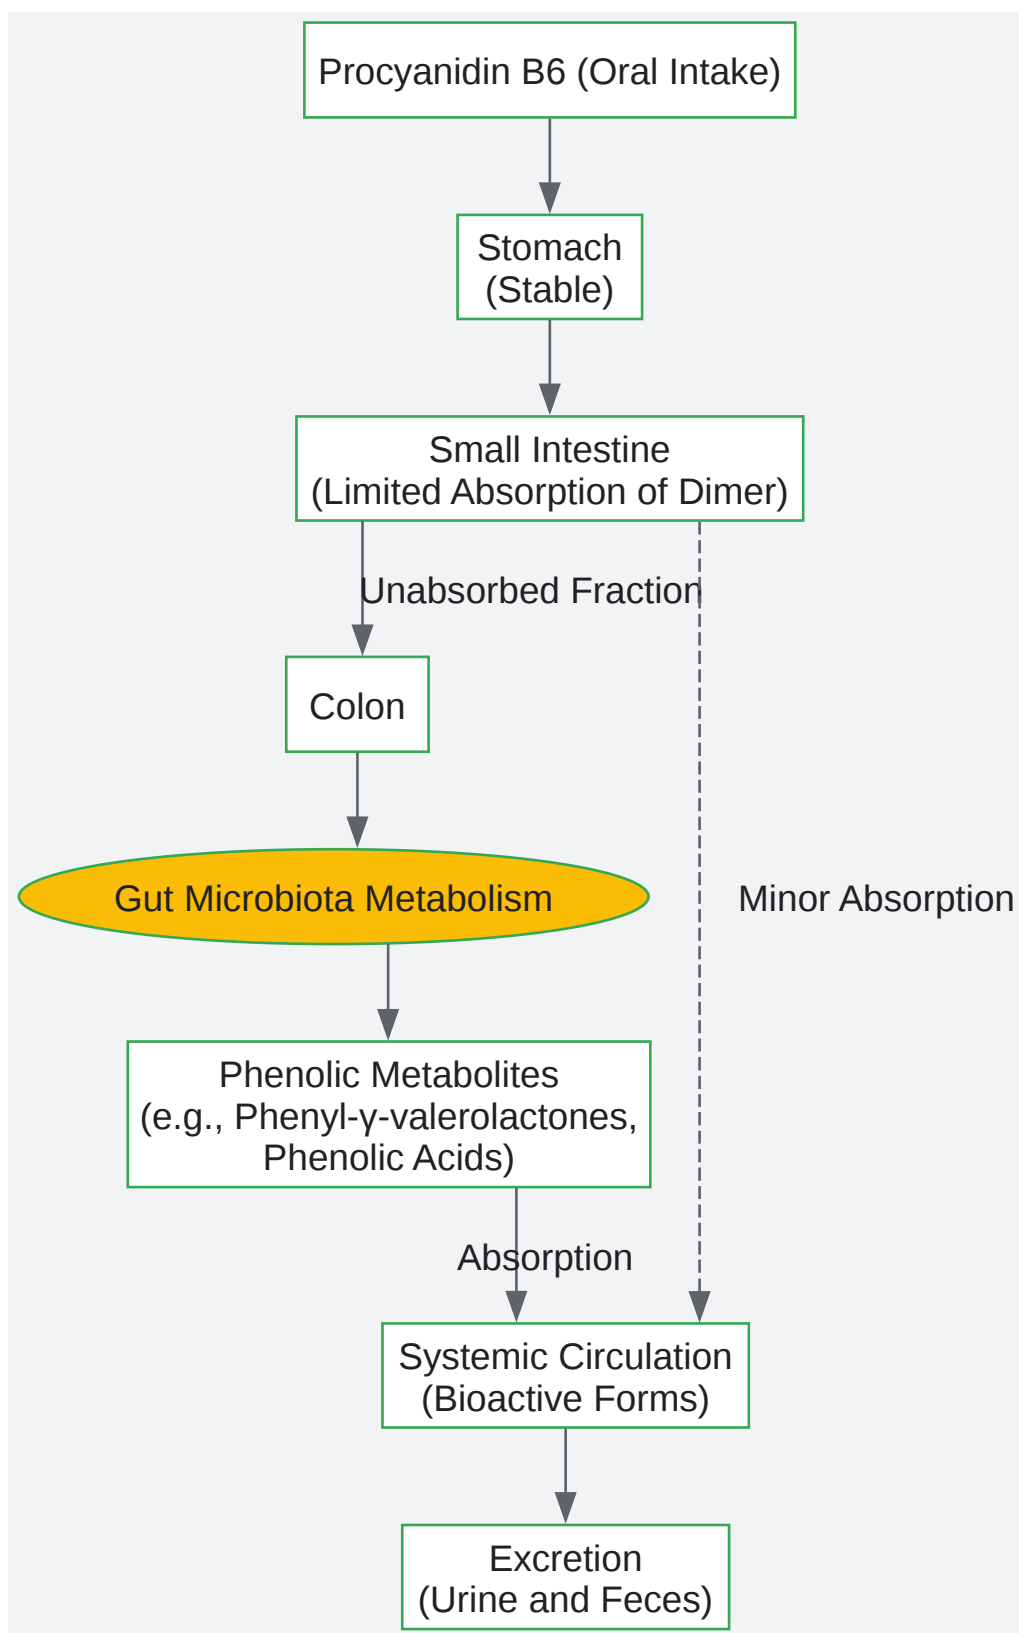 Procyanidin B6 (Oral Intake)
Stomach
(Stable)
Small Intestine
(Limited Absorption of Dimer)
Unabsorbed Fraction
Colon
Gut Microbiota Metabolism
Minor Absorption
Phenolic Metabolites
(e.g., Phenyl-γ-valerolactones,
Phenolic Acids)
Absorption
Systemic Circulation
(Bioactive Forms)
Excretion
(Urine and Feces)